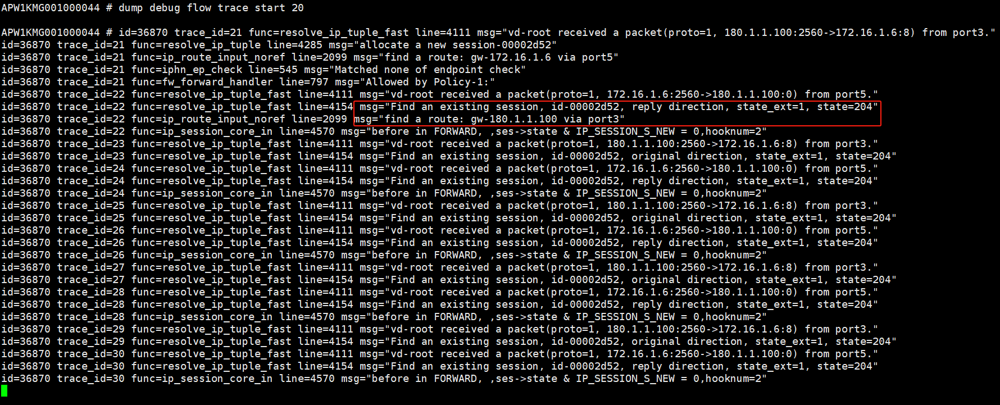 APW1KMG001000044 # dump debug flow trace start 20
APW1KMG001000044 # id=36870 trace_id=21 func=resolve_ip_tuple_fast line=4111 msg="vd-root received a packet(proto=1, 180.1.1.100:2560->172.16.1.6:8) from port3."
id=36870 trace_id=21 func=resolve_ip_tuple line=4285 msg="allocate a new session-00002d52"
id=36870 trace_id=21 func=ip_route_input_noref line=2099 msg="find a route: gw-172.16.1.6 via port5"
id=36870 trace_id=21 func=iphn_ep_check line=545 msg="Matched none of endpoint check"
id=36870 trace_id=21 func=fw_forward_handler line=797 msg="Allowed by Policy-1:"
id=36870 trace_id=22 func=resolve_ip_tuple_fast line=4111 msg="vd-root received a packet(proto=1, 172.16.1.6:2560->180.1.1.100:0) from port5."
id=36870 trace_id=22 func=resolve_ip_tuple_fast line=4154 msg="Find an existing session, id-00002d52, reply direction, state_ext=1, state=204"
id=36870 trace_id=22 func=ip_route_input_noref line=2099 msg="find a route: gw-180.1.1.100 via port3"
id=36870 trace_id=22 func=ip_session_core_in line=4570 msg="before in FORWARD, ,ses->state & IP_SESSION_S_NEW = 0,hooknum=2"
id=36870 trace_id=23 func=resolve_ip_tuple_fast line=4111 msg="vd-root received a packet(proto=1, 180.1.1.100:2560->172.16.1.6:8) from port3."
id=36870 trace_id=23 func=resolve_ip_tuple_fast line=4154 msg="Find an existing session, id-00002d52, original direction, state_ext=1, state=204"
id=36870 trace_id=24 func=resolve_ip_tuple_fast line=4111 msg="vd-root received a packet(proto=1, 172.16.1.6:2560->180.1.1.100:0) from port5."
id=36870 trace_id=24 func=resolve_ip_tuple_fast line=4154 msg="Find an existing session, id-00002d52, reply direction, state_ext=1, state=204"
id=36870 trace_id=24 func=ip_session_core_in line=4570 msg="before in FORWARD, ,ses->state & IP_SESSION_S_NEW = 0,hooknum=2"
id=36870 trace_id=25 func=resolve_ip_tuple_fast line=4111 msg="vd-root received a packet(proto=1, 180.1.1.100:2560->172.16.1.6:8) from port3."
id=36870 trace_id=25 func=resolve_ip_tuple_fast line=4154 msg="Find an existing session, id-00002d52, original direction, state_ext=1, state=204"
id=36870 trace_id=26 func=resolve_ip_tuple_fast line=4111 msg="vd-root received a packet(proto=1, 172.16.1.6:2560->180.1.1.100:0) from port5."
id=36870 trace_id=26 func=resolve_ip_tuple_fast line=4154 msg="Find an existing session, id-00002d52, reply direction, state_ext=1, state=204"
id=36870 trace_id=26 func=ip_session_core_in line=4570 msg="before in FORWARD, ,ses->state & IP_SESSION_S_NEW = 0,hooknum=2"
id=36870 trace_id=27 func=resolve_ip_tuple_fast line=4111 msg="vd-root received a packet(proto=1, 180.1.1.100:2560->172.16.1.6:8) from port3."
id=36870 trace_id=27 func=resolve_ip_tuple_fast line=4154 msg="Find an existing session, id-00002d52, original direction, state_ext=1, state=204"
id=36870 trace_id=28 func=resolve_ip_tuple_fast line=4111 msg="vd-root received a packet(proto=1, 172.16.1.6:2560->180.1.1.100:0) from port5."
id=36870 trace_id=28 func=resolve_ip_tuple_fast line=4154 msg="Find an existing session, id-00002d52, reply direction, state_ext=1, state=204"
id=36870 trace_id=28 func=ip_session_core_in line=4570 msg="before in FORWARD, ,ses->state & IP_SESSION_S_NEW = 0,hooknum=2"
id=36870 trace_id=29 func=resolve_ip_tuple_fast line=4111 msg="vd-root received a packet(proto=1, 180.1.1.100:2560->172.16.1.6:8) from port3."
id=36870 trace_id=29 func=resolve_ip_tuple_fast line=4154 msg="Find an existing session, id-00002d52, original direction, state_ext=1, state=204"
id=36870 trace_id=30 func=resolve_ip_tuple_fast line=4111 msg="vd-root received a packet(proto=1, 172.16.1.6:2560->180.1.1.100:0) from port5."
id=36870 trace_id=30 func=resolve_ip_tuple_fast line=4154 msg="Find an existing session, id-00002d52, reply direction, state_ext=1, state=204"
id=36870 trace_id=30 func=ip_session_core_in line=4570 msg="before in FORWARD, ,ses->state & IP_SESSION_S_NEW = 0,hooknum=2"